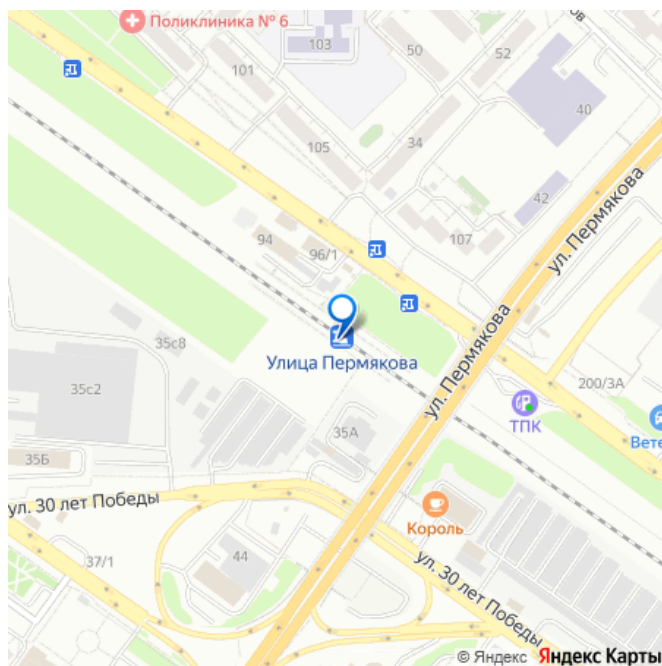 Поликлиника № 6
103
50
52
ов
101
40
105
34
42
107
94
96/1
ул. Пермякова
ул. Пермякова
35с8
Улица Пермякова
35с2
35А
200/3А
ТПК
Вете
35Б
ул. 30 лет Победы
Король
37/1
44
ул. 30 лет Победы
© Яндекс Яндекс Карты